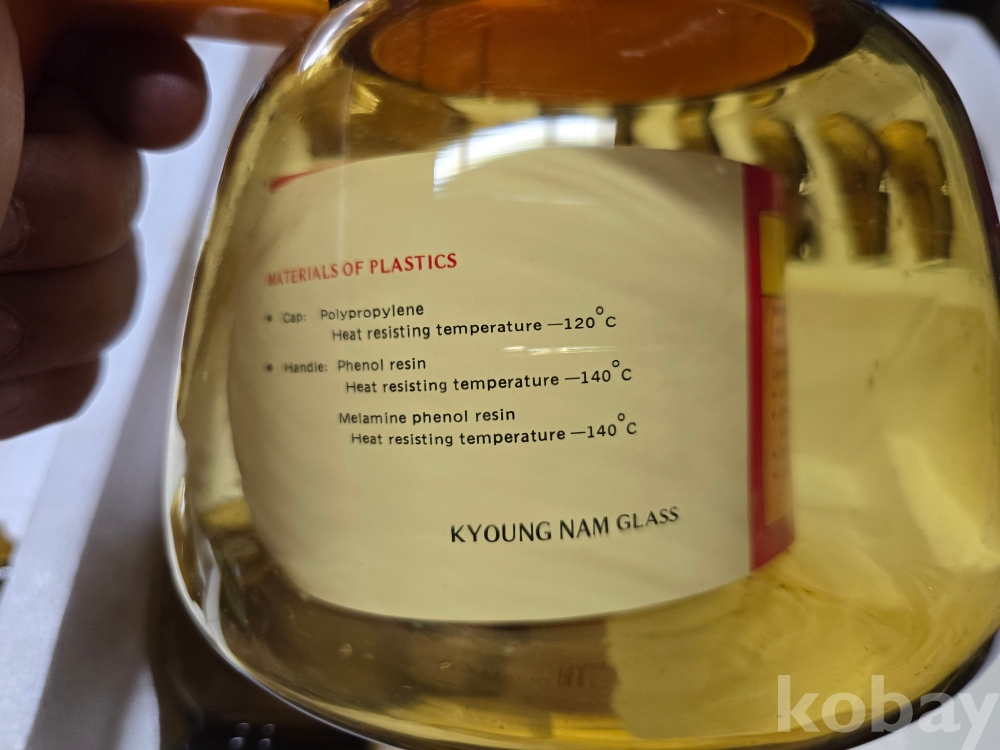 MATERIALS OF PLASTICS
• Cap: Polypropylene
Heat resisting temperature —120°C
• Handle: Phenol resin
Heat resisting temperature —140°C
Melamine phenol resin
Heat resisting temperature —140°C
KYOUNG NAM GLASS
kobay